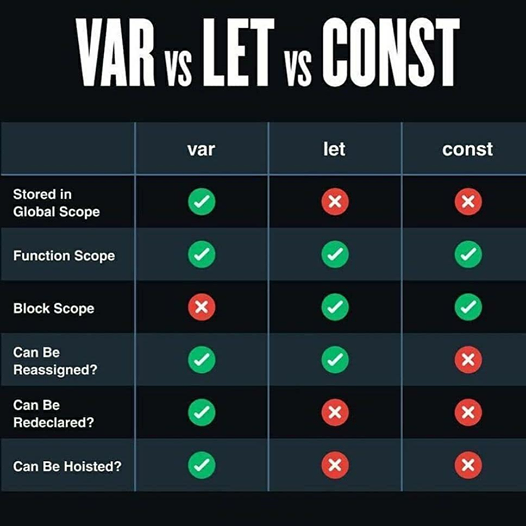 VAR vs LET vs CONST
var let const
Stored in
Global Scope
Function Scope
Block Scope
Can Be
Reassigned?
Can Be
Redeclared?
Can Be Hoisted?